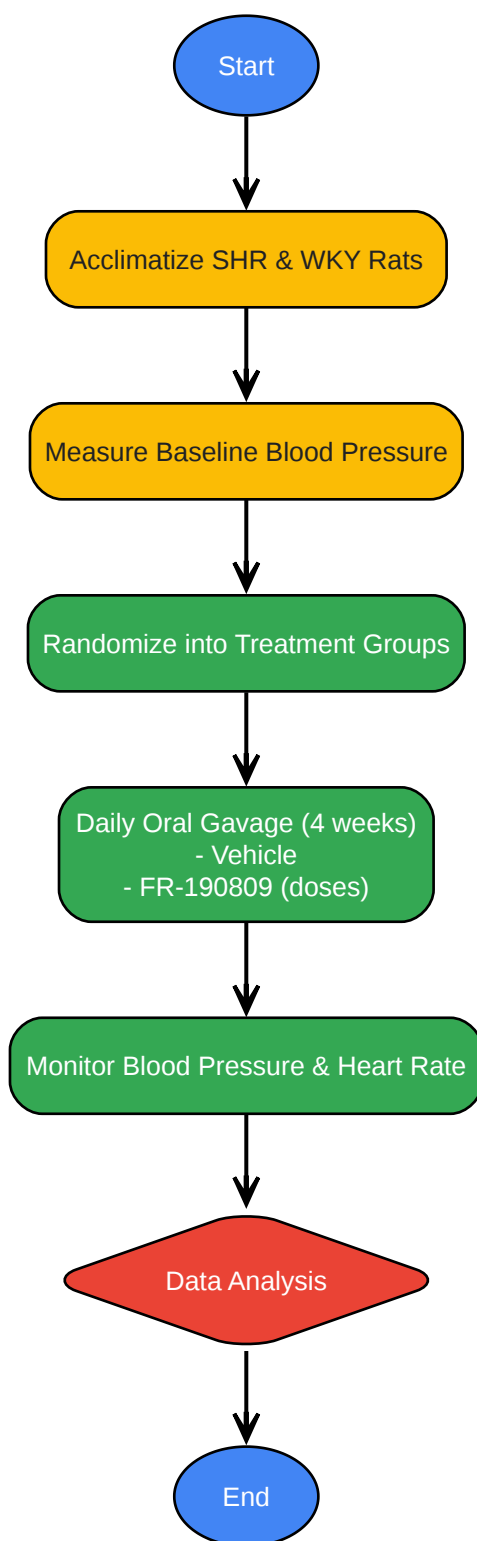 Start
Acclimatize SHR & WKY Rats
Measure Baseline Blood Pressure
Randomize into Treatment Groups
Daily Oral Gavage (4 weeks)
- Vehicle
- FR-190809 (doses)
Monitor Blood Pressure & Heart Rate
Data Analysis
End